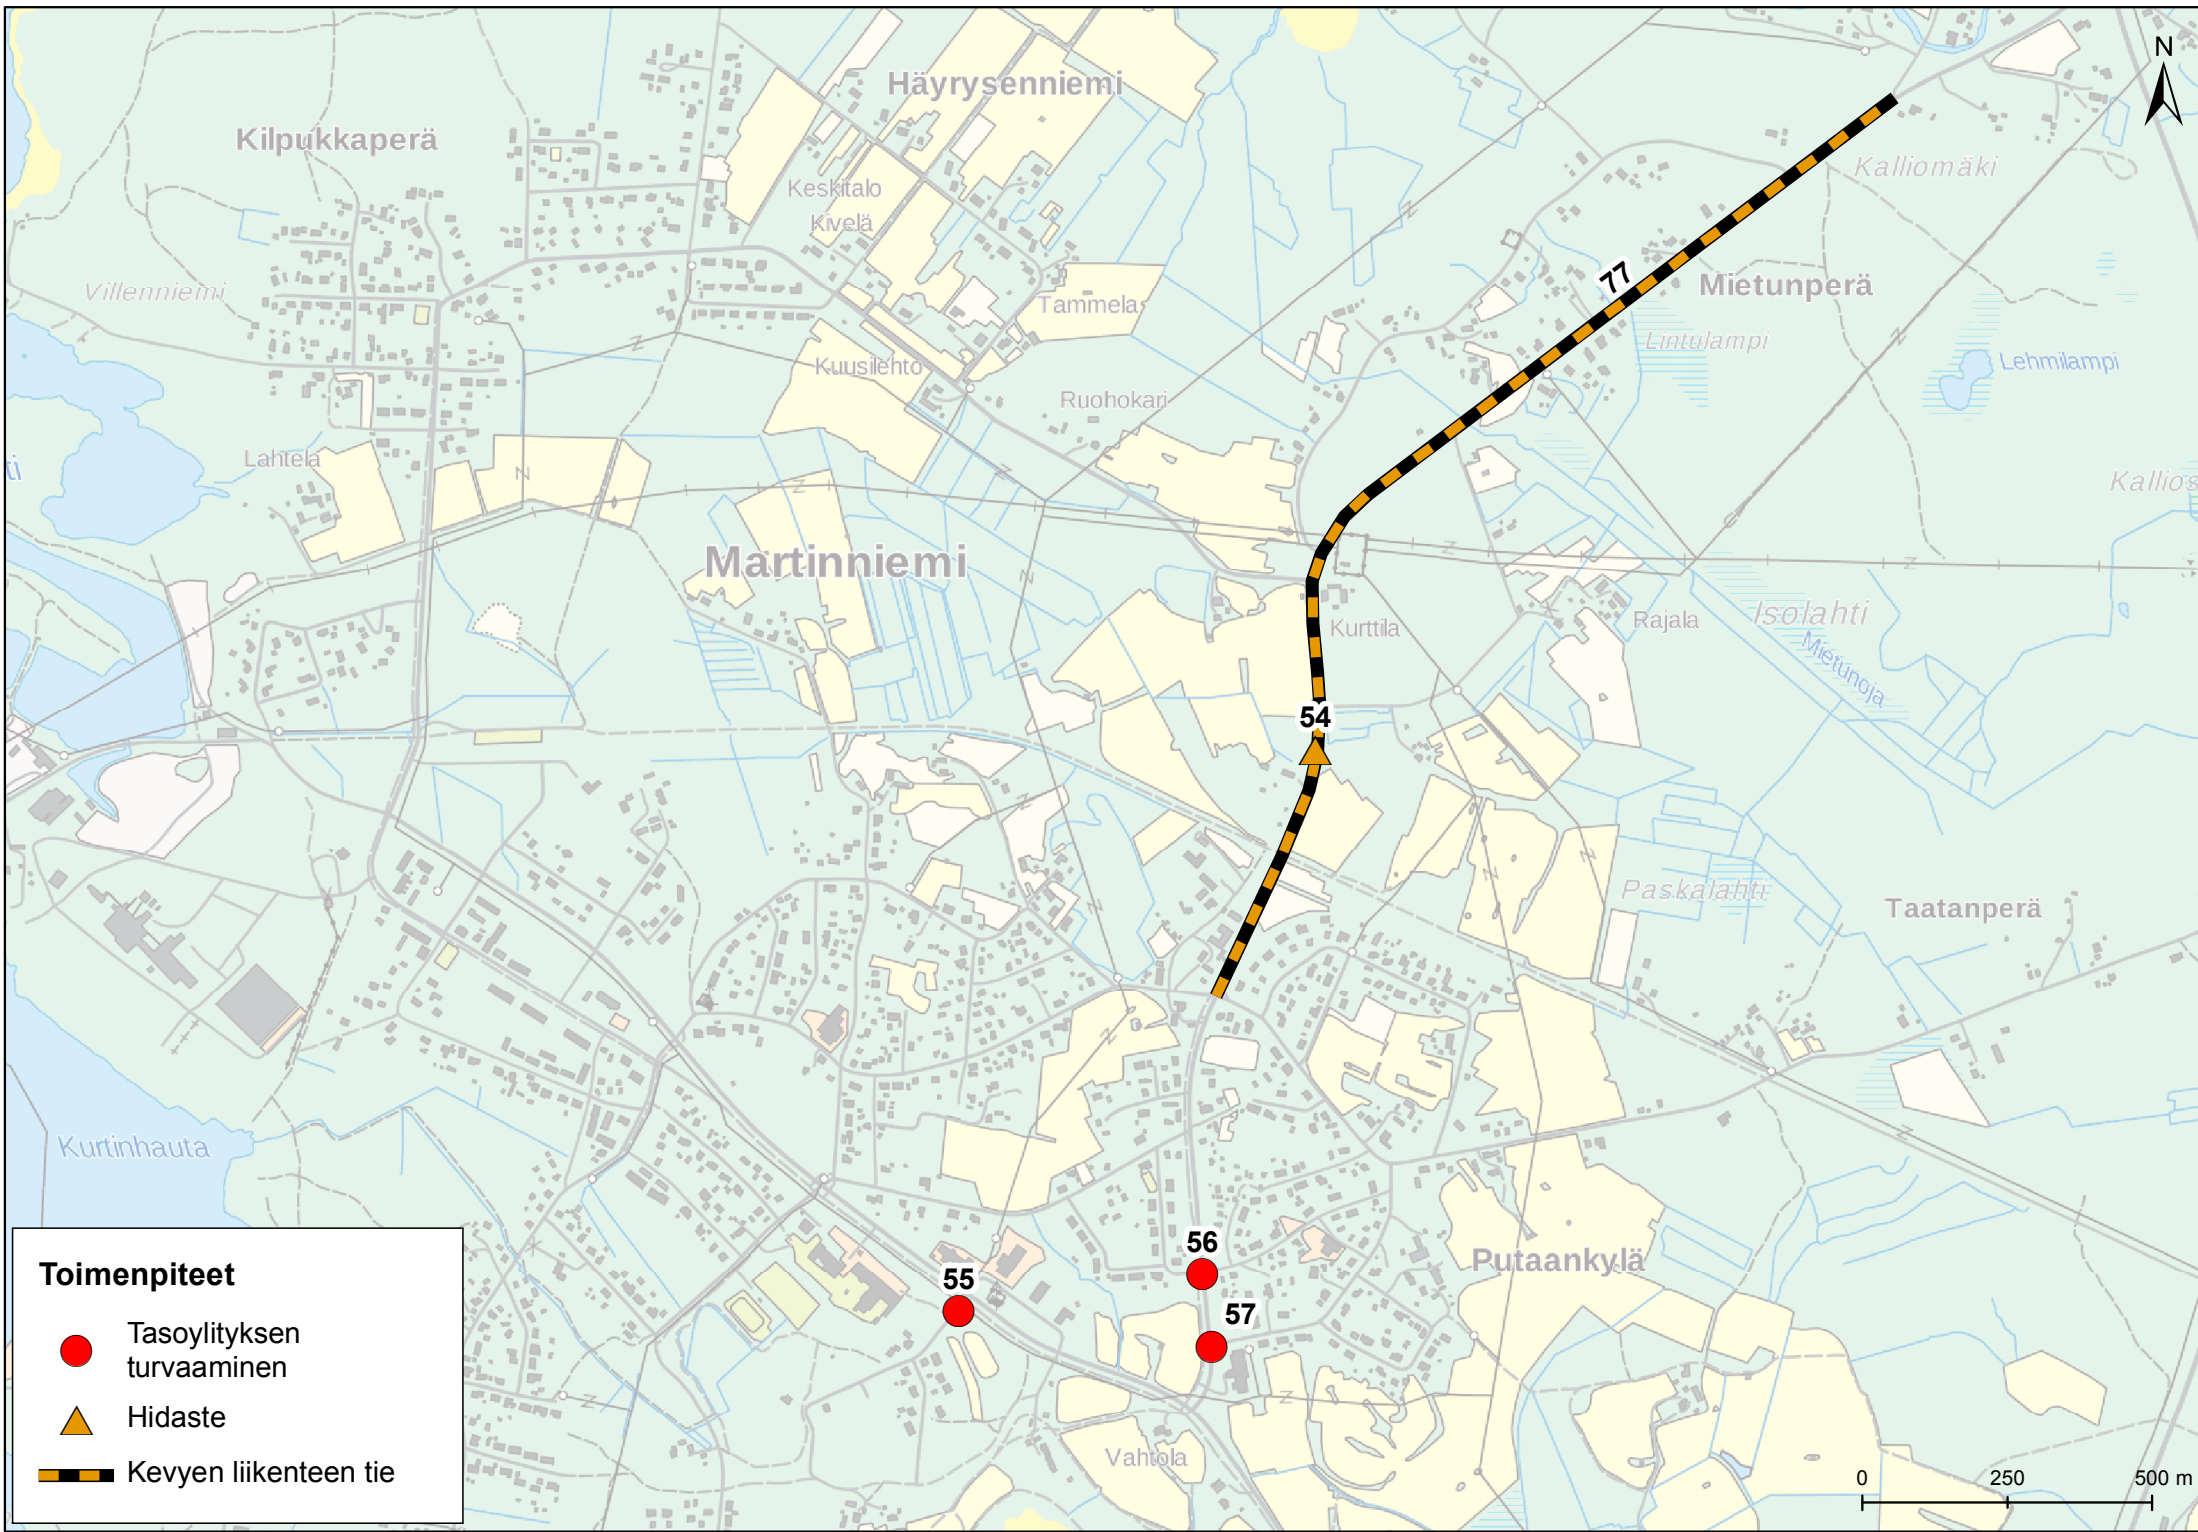 N
Häyrysenniemi
Kilpukkaperä
Kalliomäki
Keskitalo
Kivelä
77
Mietunperä
Villenniemi
Tammela
Lintulampi
Lehmilampi
Kuusilehto
Ruohokari
Lahtela
ti
Kallios
Martinniemi
Isolahti
Kurttila
Rajala
Mietunoja
54
Paskalahti
Taatanperä
Kurtinhauta
56
Putaankylä
55
57
Vahtola
Toimenpiteet
Tasoylityksen
turvaaminen
Hidaste
Kevyen liikenteen tie
0 250 500 m